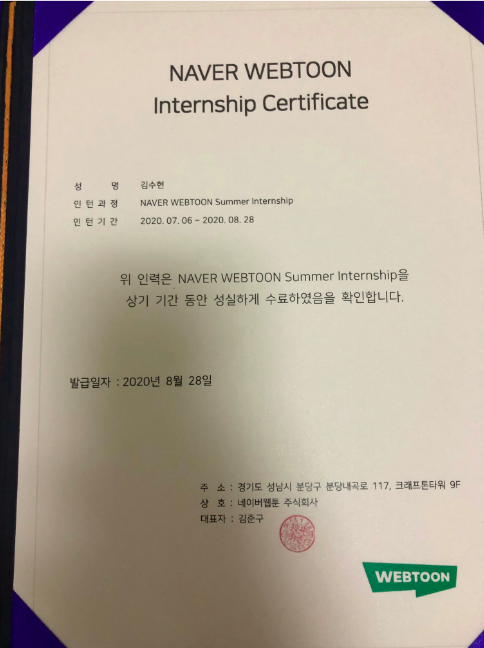 NAVER WEBTOON
Internship Certificate
성 명 김수현
인 턴 과 정 NAVER WEBTOON Summer Internship
인 턴 기 간 2020. 07. 06 – 2020. 08. 28
위 인력은 NAVER WEBTOON Summer Internship을
상기 기간 동안 성실하게 수료하였음을 확인합니다.
발급일자 : 2020년 8월 28일
주 소 : 경기도 성남시 분당구 분당내곡로 117, 크래프톤타워 9F
상 호 : 네이버웹툰 주식회사
대표자 : 김준구
WEBTOON